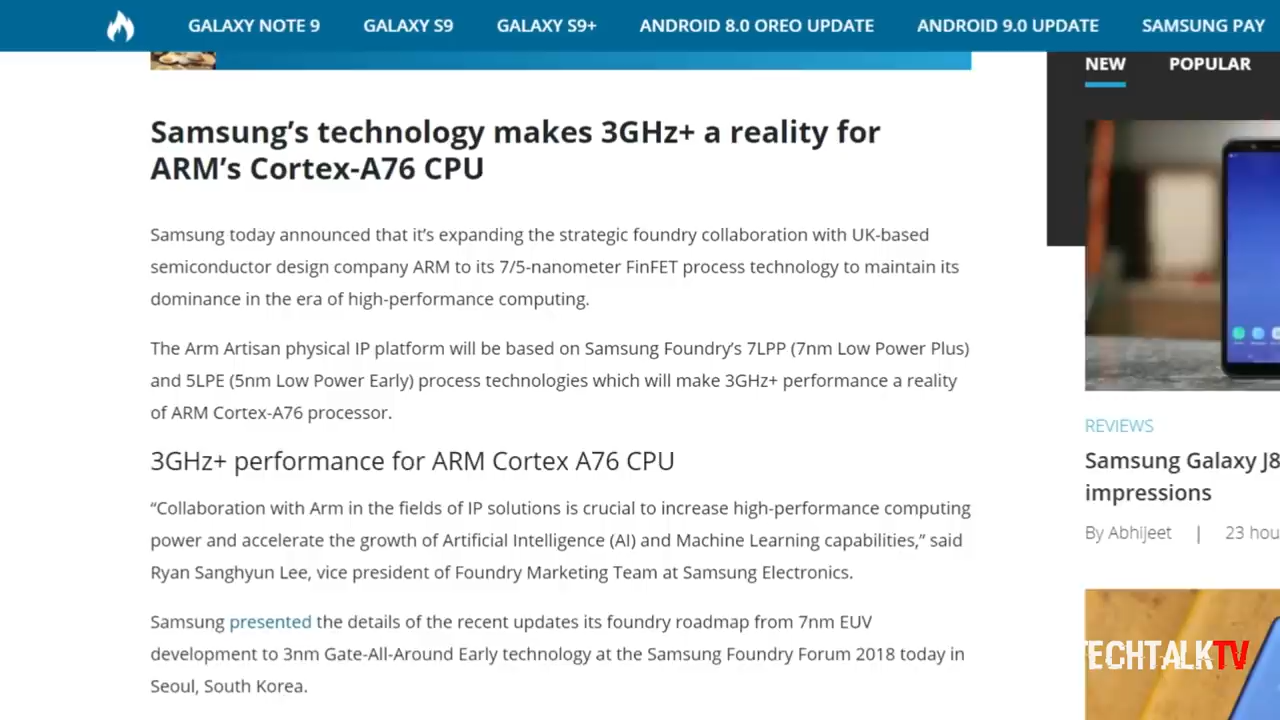 GALAXY NOTE 9 GALAXY S9 GALAXY S9+ ANDROID 8.0 OREO UPDATE ANDROID 9.0 UPDATE SAMSUNG PAY
NEW POPULAR
Samsung’s technology makes 3GHz+ a reality for
ARM’s Cortex-A76 CPU
Samsung today announced that it’s expanding the strategic foundry collaboration with UK-based
semiconductor design company ARM to its 7/5-nanometer FinFET process technology to maintain its
dominance in the era of high-performance computing.
The Arm Artisan physical IP platform will be based on Samsung Foundry’s 7LPP (7nm Low Power Plus)
and 5LPE (5nm Low Power Early) process technologies which will make 3GHz+ performance a reality
of ARM Cortex-A76 processor.
3GHz+ performance for ARM Cortex A76 CPU
“Collaboration with Arm in the fields of IP solutions is crucial to increase high-performance computing
power and accelerate the growth of Artificial Intelligence (AI) and Machine Learning capabilities,” said
Ryan Sanghyun Lee, vice president of Foundry Marketing Team at Samsung Electronics.
Samsung presented the details of the recent updates its foundry roadmap from 7nm EUV
development to 3nm Gate-All-Around Early technology at the Samsung Foundry Forum 2018 today in
Seoul, South Korea.
REVIEWS
Samsung Galaxy J8
impressions
By Abhijeet | 23 hou
TECHTALKTV